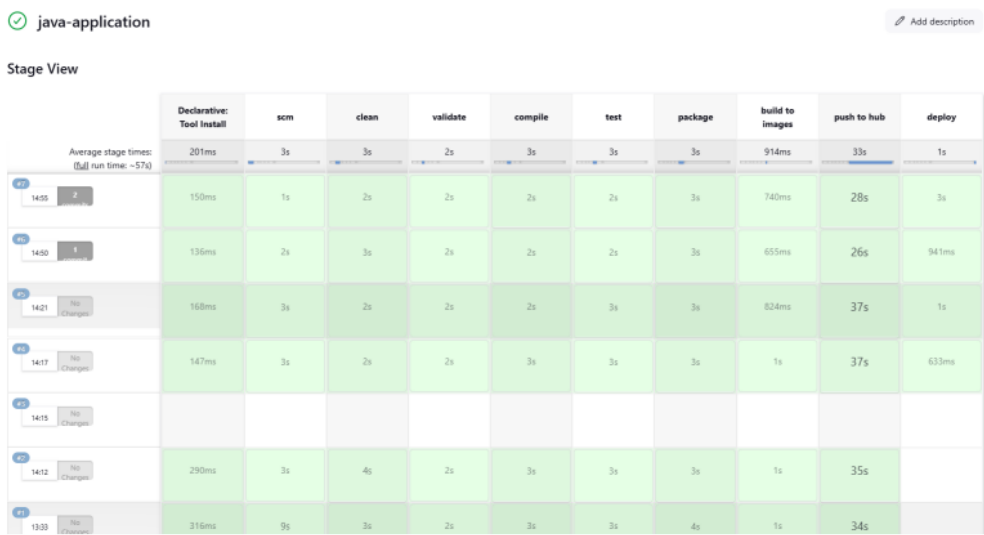 java-application
Add description
Stage View
Declarative: Tool Install scm clean validate compile test package build to images push to hub deploy
Average stage times: 201ms 3s 3s 2s 3s 3s 3s 914ms 33s 1s
(full run time: ~57s)
#7
14:55 2 150ms 1s 2s 2s 2s 2s 3s 740ms 28s 3s
#6
14:50 1 136ms 2s 3s 2s 2s 2s 3s 655ms 26s 941ms
#5
14:21 No Changes 168ms 3s 2s 2s 2s 3s 3s 824ms 37s 1s
#4
14:17 No Changes 147ms 3s 2s 2s 3s 3s 3s 1s 37s 633ms
#3
14:15 No Changes
#2
14:12 No Changes 290ms 3s 4s 2s 3s 3s 3s 1s 35s
#1
13:33 No Changes 316ms 9s 3s 2s 3s 3s 4s 1s 34s